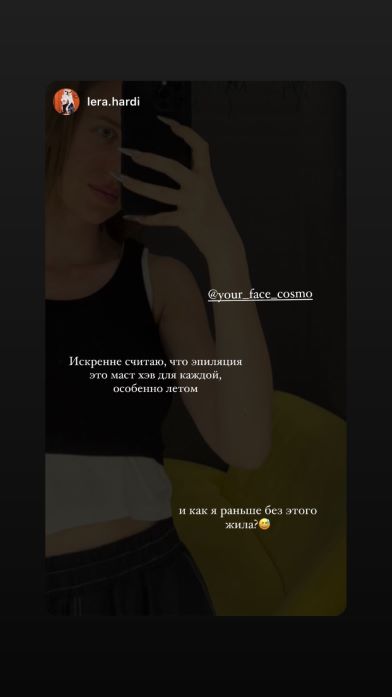 lera.hardi
@your_face_cosmo
Искренне считаю, что эпиляция
это маст хэв для каждой,
особенно летом
и как я раньше без этого
жила?😅